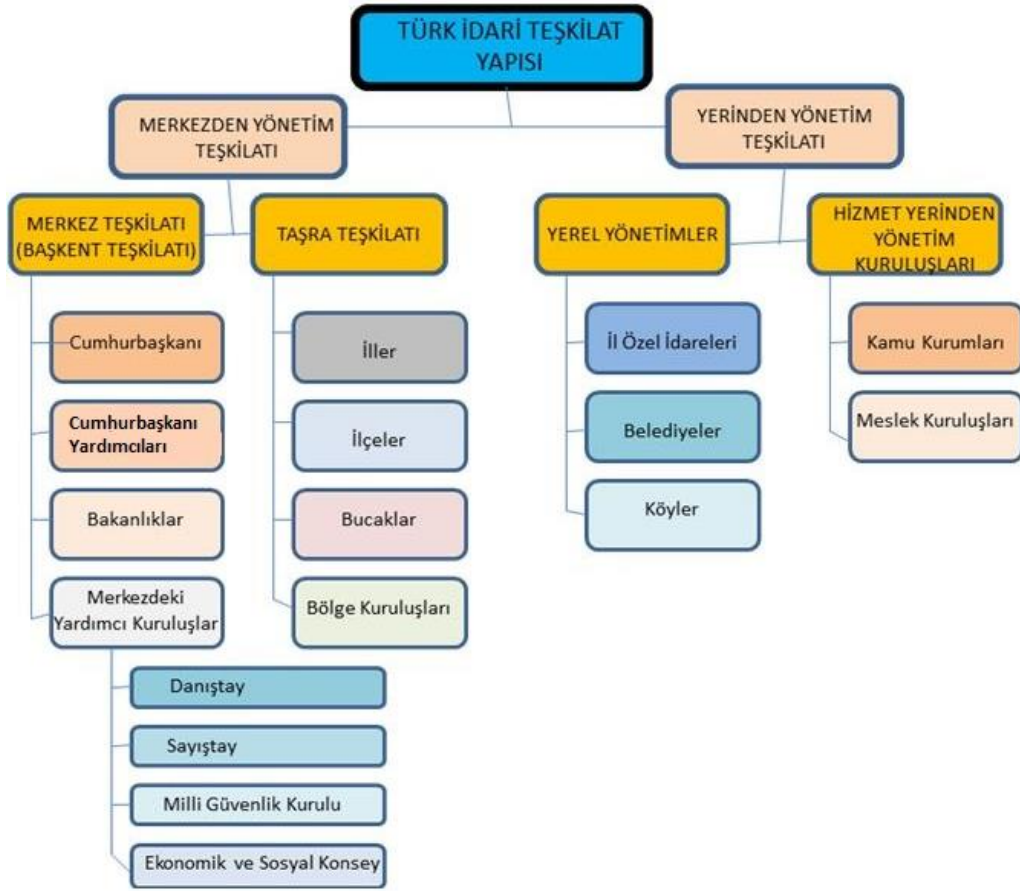 TÜRK İDARİ TEŞKİLAT
YAPISI
MERKEZDEN YÖNETİM
TEŞKİLATI
YERİNDEN YÖNETİM
TEŞKİLATI
MERKEZ TEŞKİLATI
(BAŞKENT TEŞKİLATI)
TAŞRA TEŞKİLATI
YEREL YÖNETİMLER
HİZMET YERİNDEN
YÖNETİM
KURULUŞLARI
Cumhurbaşkanı
Cumhurbaşkanı
Yardımcıları
Bakanlıklar
Merkezdeki
Yardımcı Kuruluşlar
Danıştay
Sayıştay
Milli Güvenlik Kurulu
Ekonomik ve Sosyal Konsey
İller
İlçeler
Bucaklar
Bölge Kuruluşları
İl Özel İdareleri
Belediyeler
Köyler
Kamu Kurumları
Meslek Kuruluşları